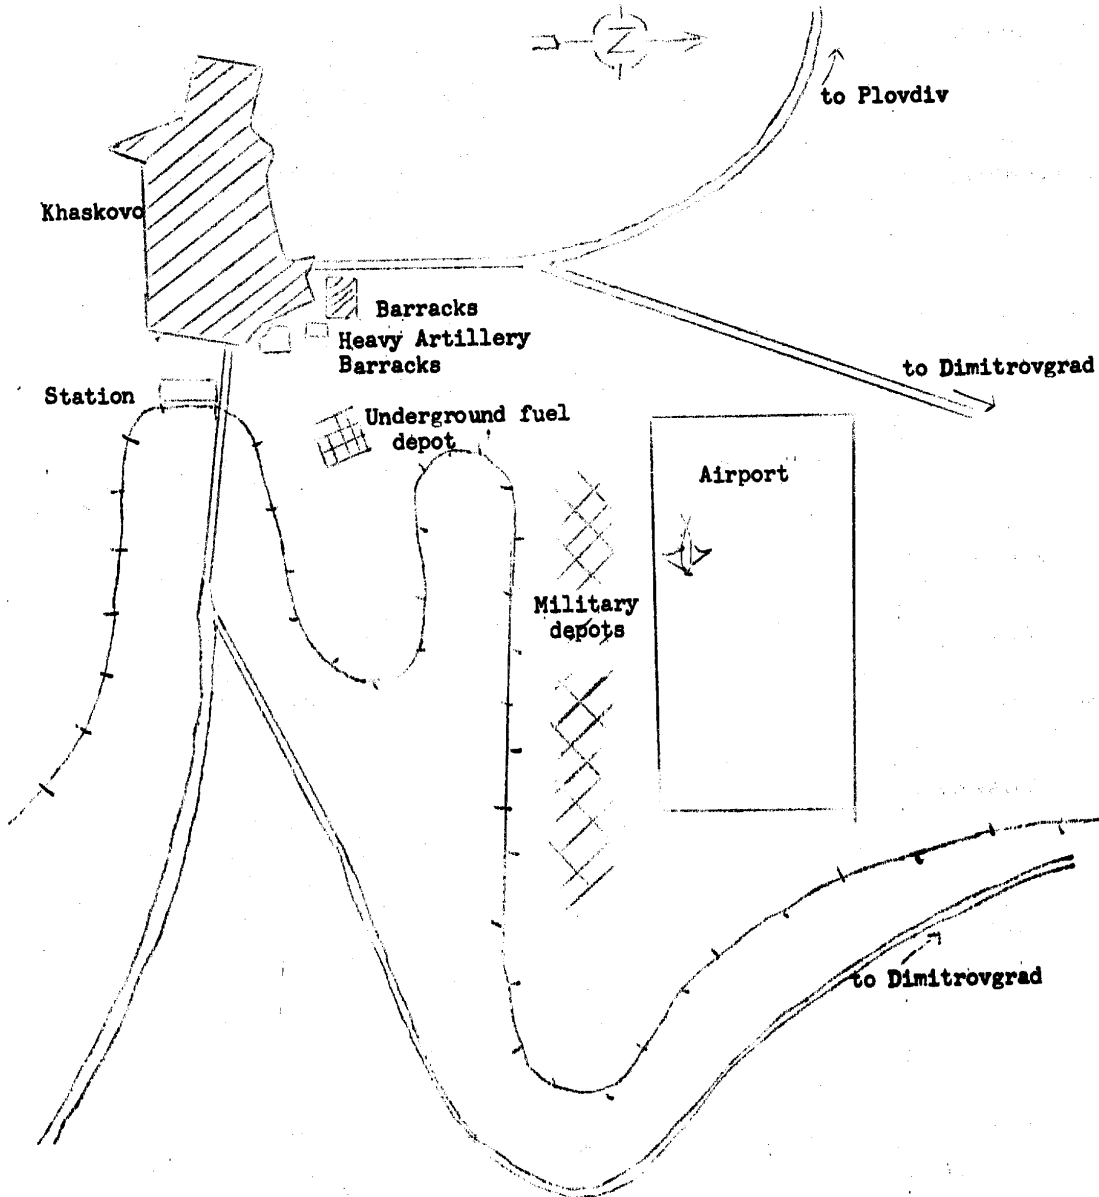 N
to Plovdiv
Khaskovo
Barracks
Heavy Artillery
Barracks
to Dimitrovgrad
Station
Underground fuel
depot
Airport
Military
depots
to Dimitrovgrad